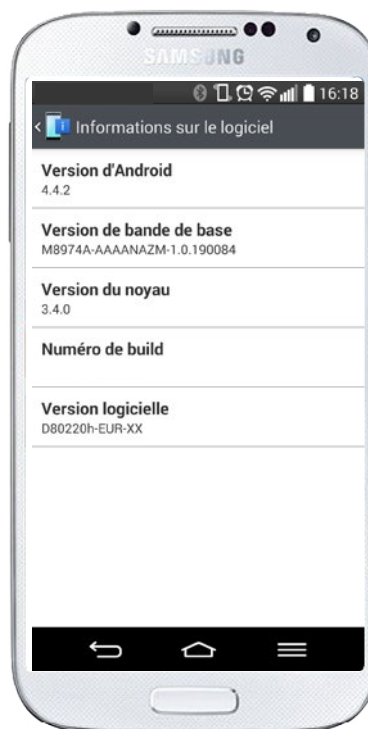 SAMSUNG
16:18
Informations sur le logiciel
Version d'Android
4.4.2
Version de bande de base
M8974A-AAAANAZM-1.0.190084
Version du noyau
3.4.0
Numéro de build
Version logicielle
D80220h-EUR-XX